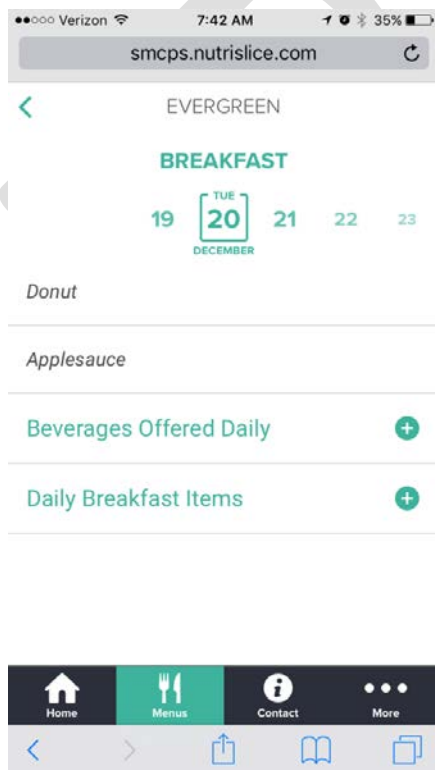 Verizon 7:42 AM 35%
smcps.nutrislice.com
EVERGREEN
BREAKFAST
TUE
19 20 21 22 23
DECEMBER
Donut
Applesauce
Beverages Offered Daily
Daily Breakfast Items
Home Menus Contact More